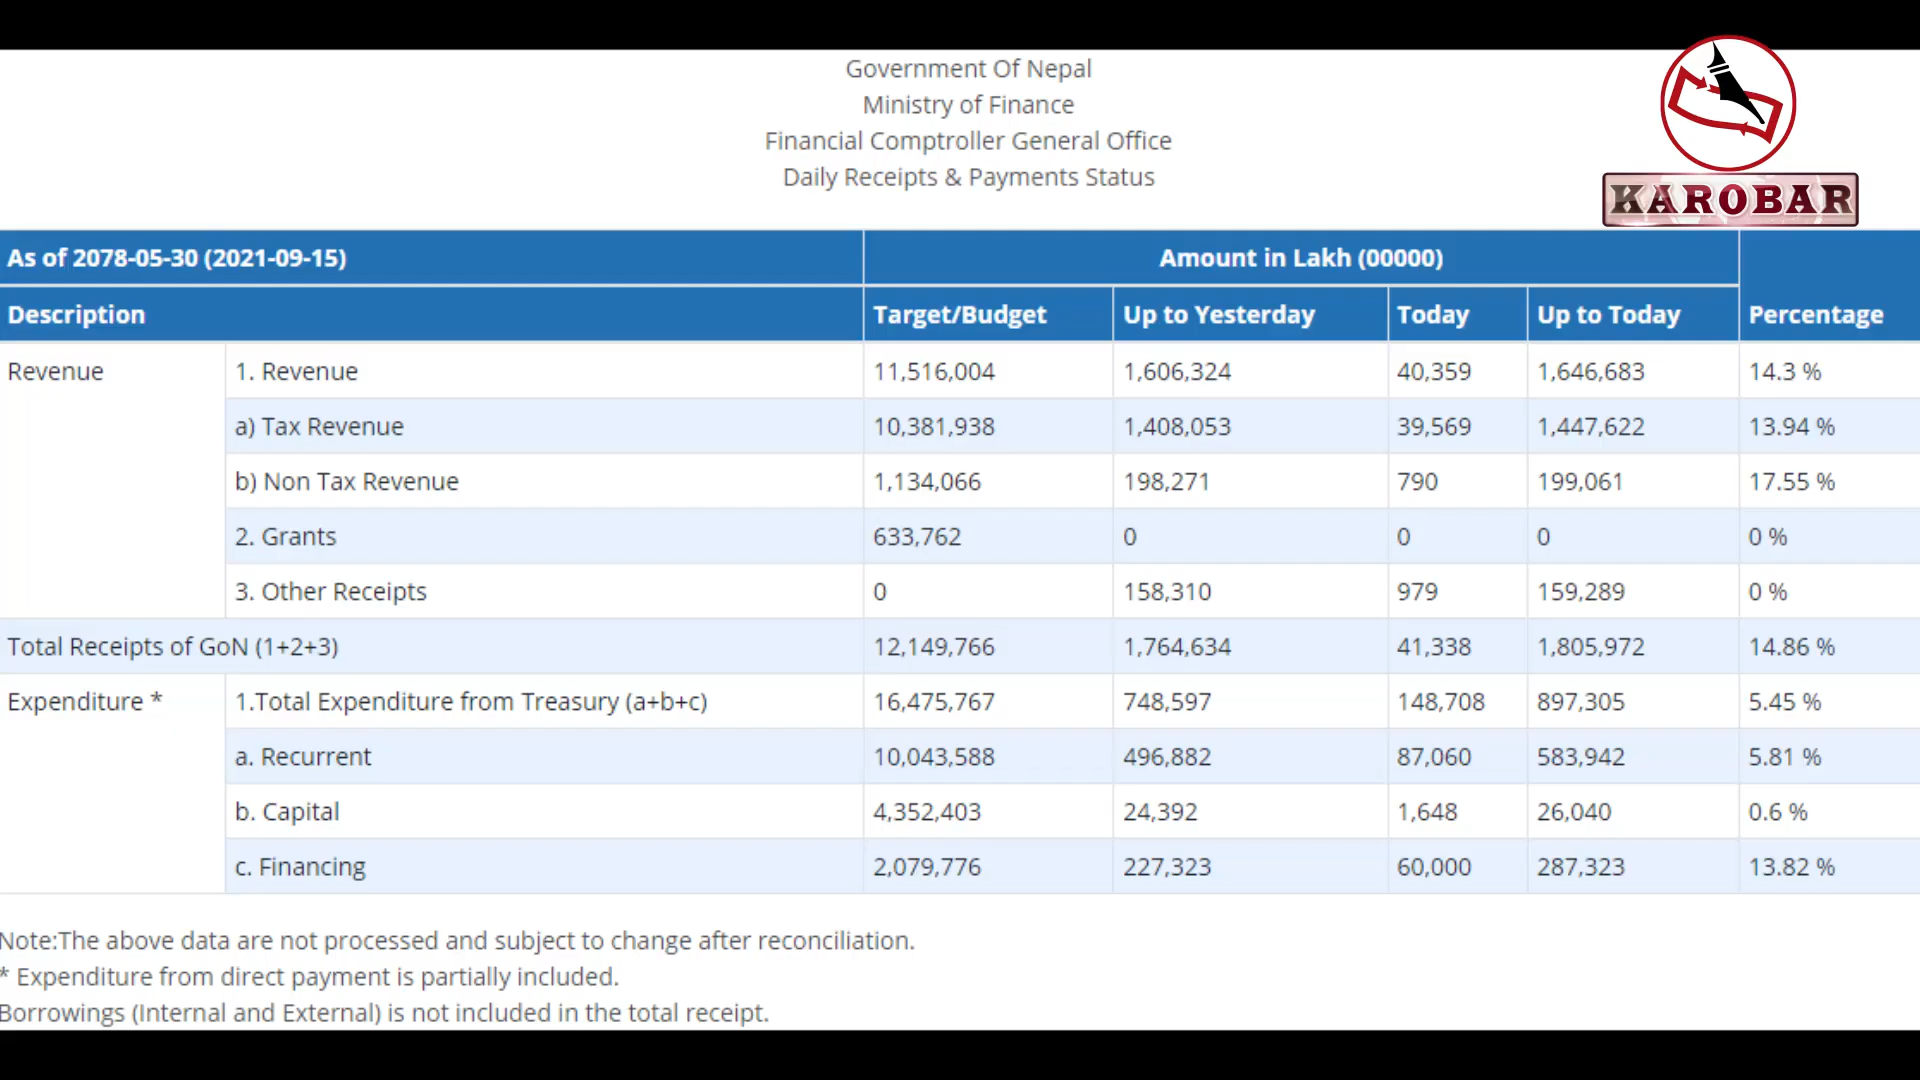 Government Of Nepal
Ministry of Finance
Financial Comptroller General Office
Daily Receipts & Payments Status
KAROBAR
As of 2078-05-30 (2021-09-15) Amount in Lakh (00000)
Description Target/Budget Up to Yesterday Today Up to Today Percentage
Revenue 1. Revenue 11,516,004 1,606,324 40,359 1,646,683 14.3 %
a) Tax Revenue 10,381,938 1,408,053 39,569 1,447,622 13.94 %
b) Non Tax Revenue 1,134,066 198,271 790 199,061 17.55 %
2. Grants 633,762 0 0 0 0 %
3. Other Receipts 0 158,310 979 159,289 0 %
Total Receipts of GoN (1+2+3) 12,149,766 1,764,634 41,338 1,805,972 14.86 %
Expenditure * 1.Total Expenditure from Treasury (a+b+c) 16,475,767 748,597 148,708 897,305 5.45 %
a. Recurrent 10,043,588 496,882 87,060 583,942 5.81 %
b. Capital 4,352,403 24,392 1,648 26,040 0.6 %
c. Financing 2,079,776 227,323 60,000 287,323 13.82 %
Note:The above data are not processed and subject to change after reconciliation.
* Expenditure from direct payment is partially included.
Borrowings (Internal and External) is not included in the total receipt.